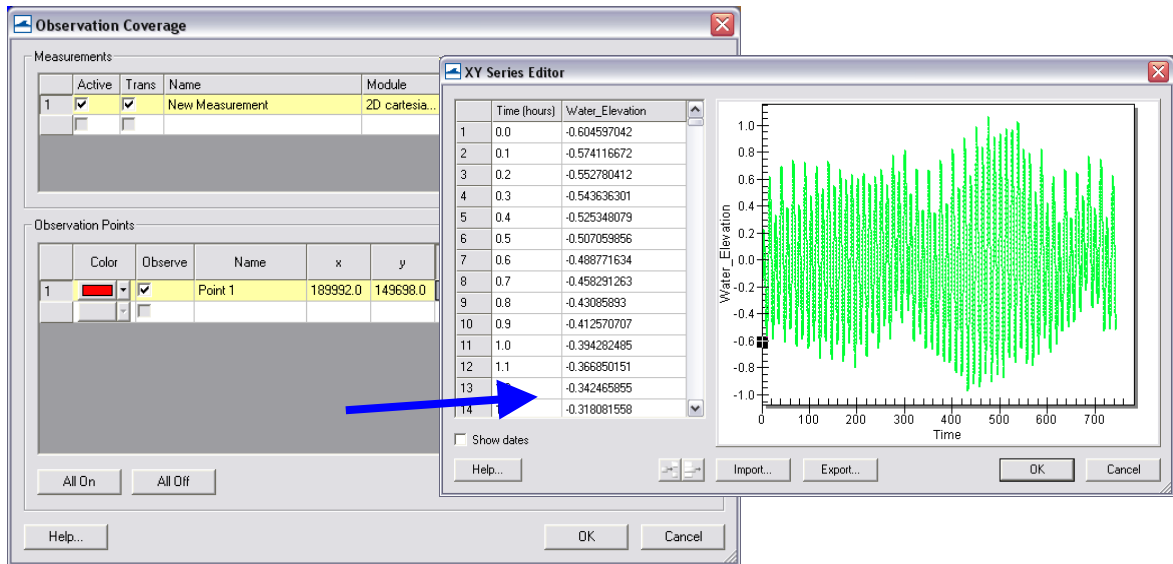 Observation Coverage
Measurements
Active Trans Name Module
1 New Measurement 2D cartesia...
Observation Points
Color Observe Name x y
1 Point 1 189992.0 149698.0
All On All Off
Help... OK Cancel
XY Series Editor
Time (hours) Water_Elevation
1 0.0 -0.604597042
2 0.1 -0.574116672
3 0.2 -0.552780412
4 0.3 -0.543636301
5 0.4 -0.525348079
6 0.5 -0.507059856
7 0.6 -0.488771634
8 0.7 -0.458291263
9 0.8 -0.43085893
10 0.9 -0.412570707
11 1.0 -0.394282485
12 1.1 -0.366850151
13 -0.342465855
14 -0.318081558
Show dates
Help... Import... Export... OK Cancel
Water_Elevation
1.0
0.8
0.6
0.4
0.2
0.0
-0.2
-0.4
-0.6
-0.8
-1.0
0 100 200 300 400 500 600 700
Time